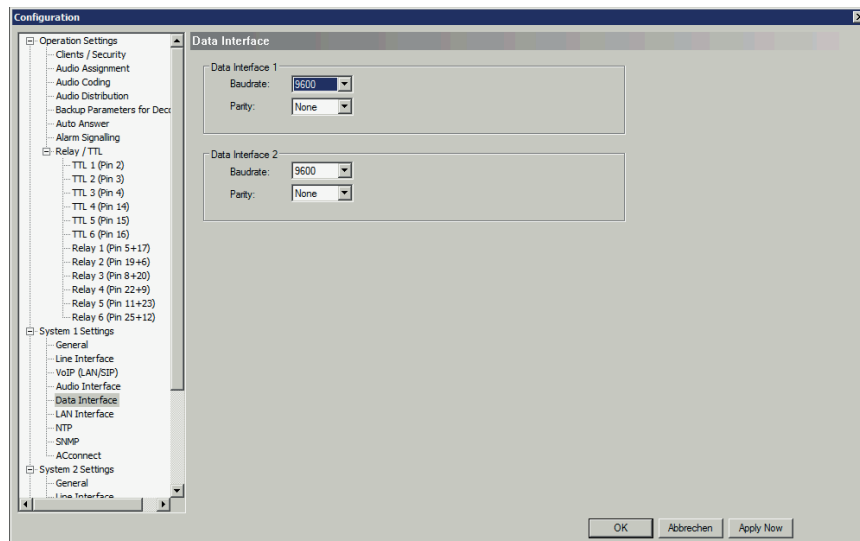 Configuration
Operation Settings
Clients / Security
Audio Assignment
Audio Coding
Audio Distribution
Backup Parameters for Deco
Auto Answer
Alarm Signalling
Relay / TTL
TTL 1 (Pin 2)
TTL 2 (Pin 3)
TTL 3 (Pin 4)
TTL 4 (Pin 14)
TTL 5 (Pin 15)
TTL 6 (Pin 16)
Relay 1 (Pin 5+17)
Relay 2 (Pin 19+6)
Relay 3 (Pin 8+20)
Relay 4 (Pin 22+9)
Relay 5 (Pin 11+23)
Relay 6 (Pin 25+12)
System 1 Settings
General
Line Interface
VoIP (LAN/SIP)
Audio Interface
Data Interface
LAN Interface
NTP
SNMP
ACconnect
System 2 Settings
General
Line Interface
Data Interface
Data Interface 1
Baudrate: 9600
Parity: None
Data Interface 2
Baudrate: 9600
Parity: None
OK Abbrechen Apply Now